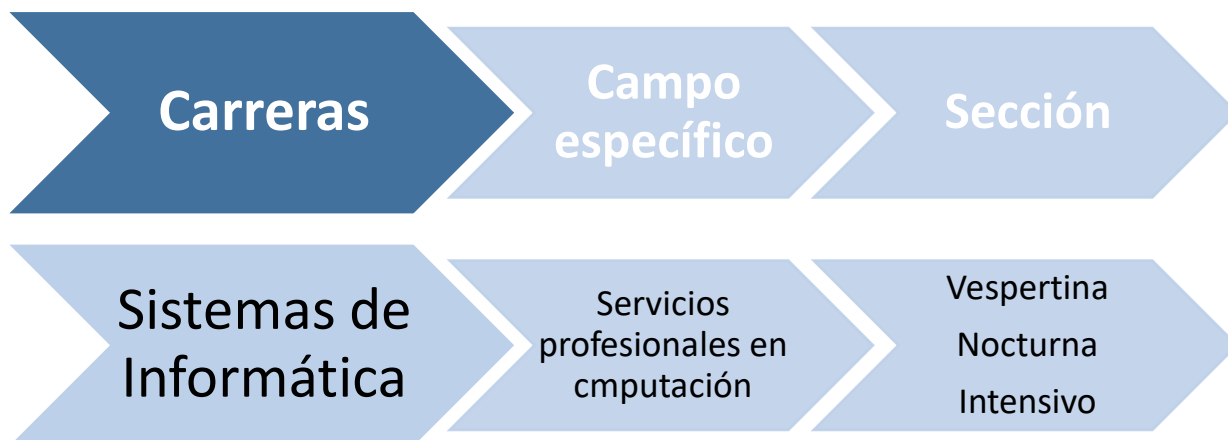 Carreras
Campo
específico
Sección
Sistemas de
Informática
Servicios
profesionales en
cmputación
Vespertina
Nocturna
Intensivo